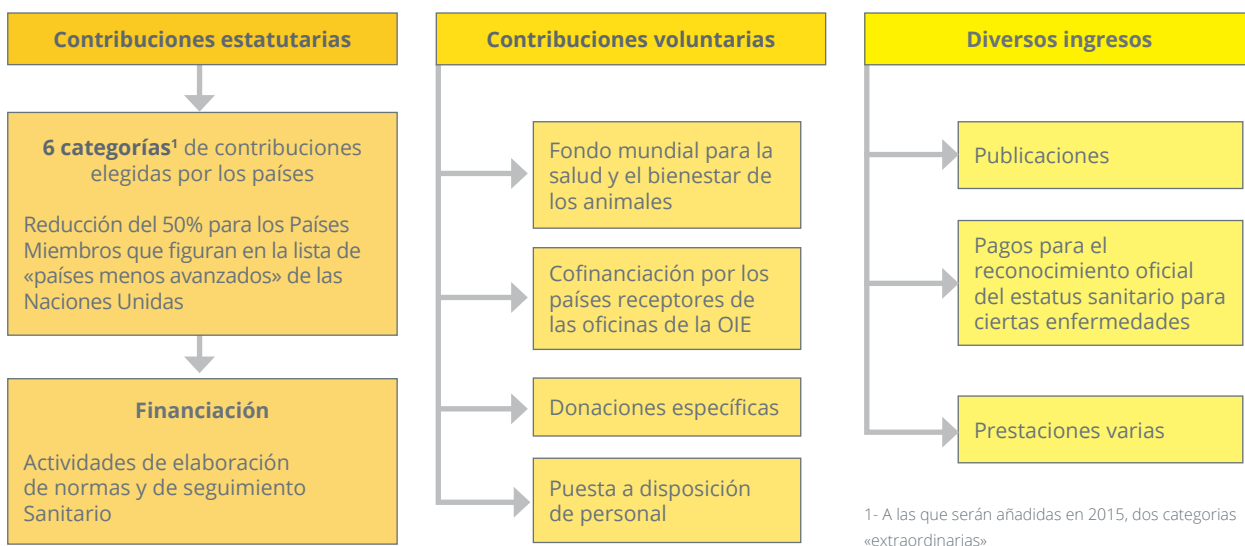 Contribuciones estatutarias
6 categorías¹ de contribuciones
elegidas por los países
Reducción del 50% para los Países
Miembros que figuran en la lista de
«países menos avanzados» de las
Naciones Unidas
Financiación
Actividades de elaboración
de normas y de seguimiento
Sanitario
Contribuciones voluntarias
Fondo mundial para la
salud y el bienestar de
los animales
Cofinanciación por los
países receptores de
las oficinas de la OIE
Donaciones específicas
Puesta a disposición
de personal
Diversos ingresos
Publicaciones
Pagos para el
reconocimiento oficial
del estatus sanitario para
ciertas enfermedades
Prestaciones varias
1- A las que serán añadidas en 2015, dos categorias
«extraordinarias»